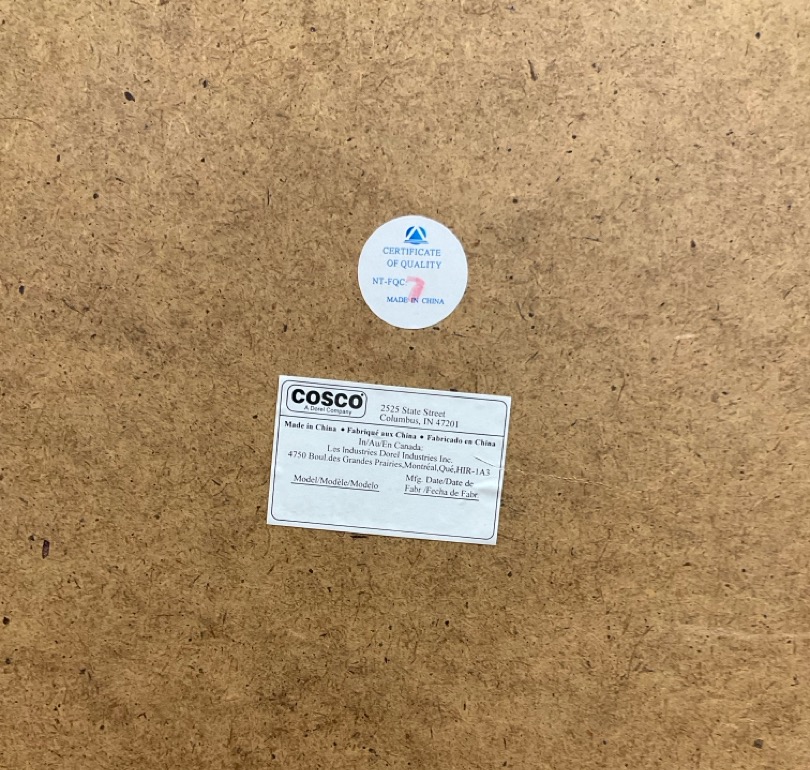 CERTIFICATE
OF QUALITY
NT-FQC-7
MADE IN CHINA
COSCO
A Dorel Company
2525 State Street
Columbus, IN 47201
Made in China • Fabriqué aux China • Fabricado en China
In/Au/En Canada:
Les Industries Dorel Industries Inc.
4750 Boul.des Grandes Prairies,Montréal,Qué,HIR-1A3
Model/Modèle/Modelo
Mfg. Date/Date de
Fabr./Fecha de Fabr.